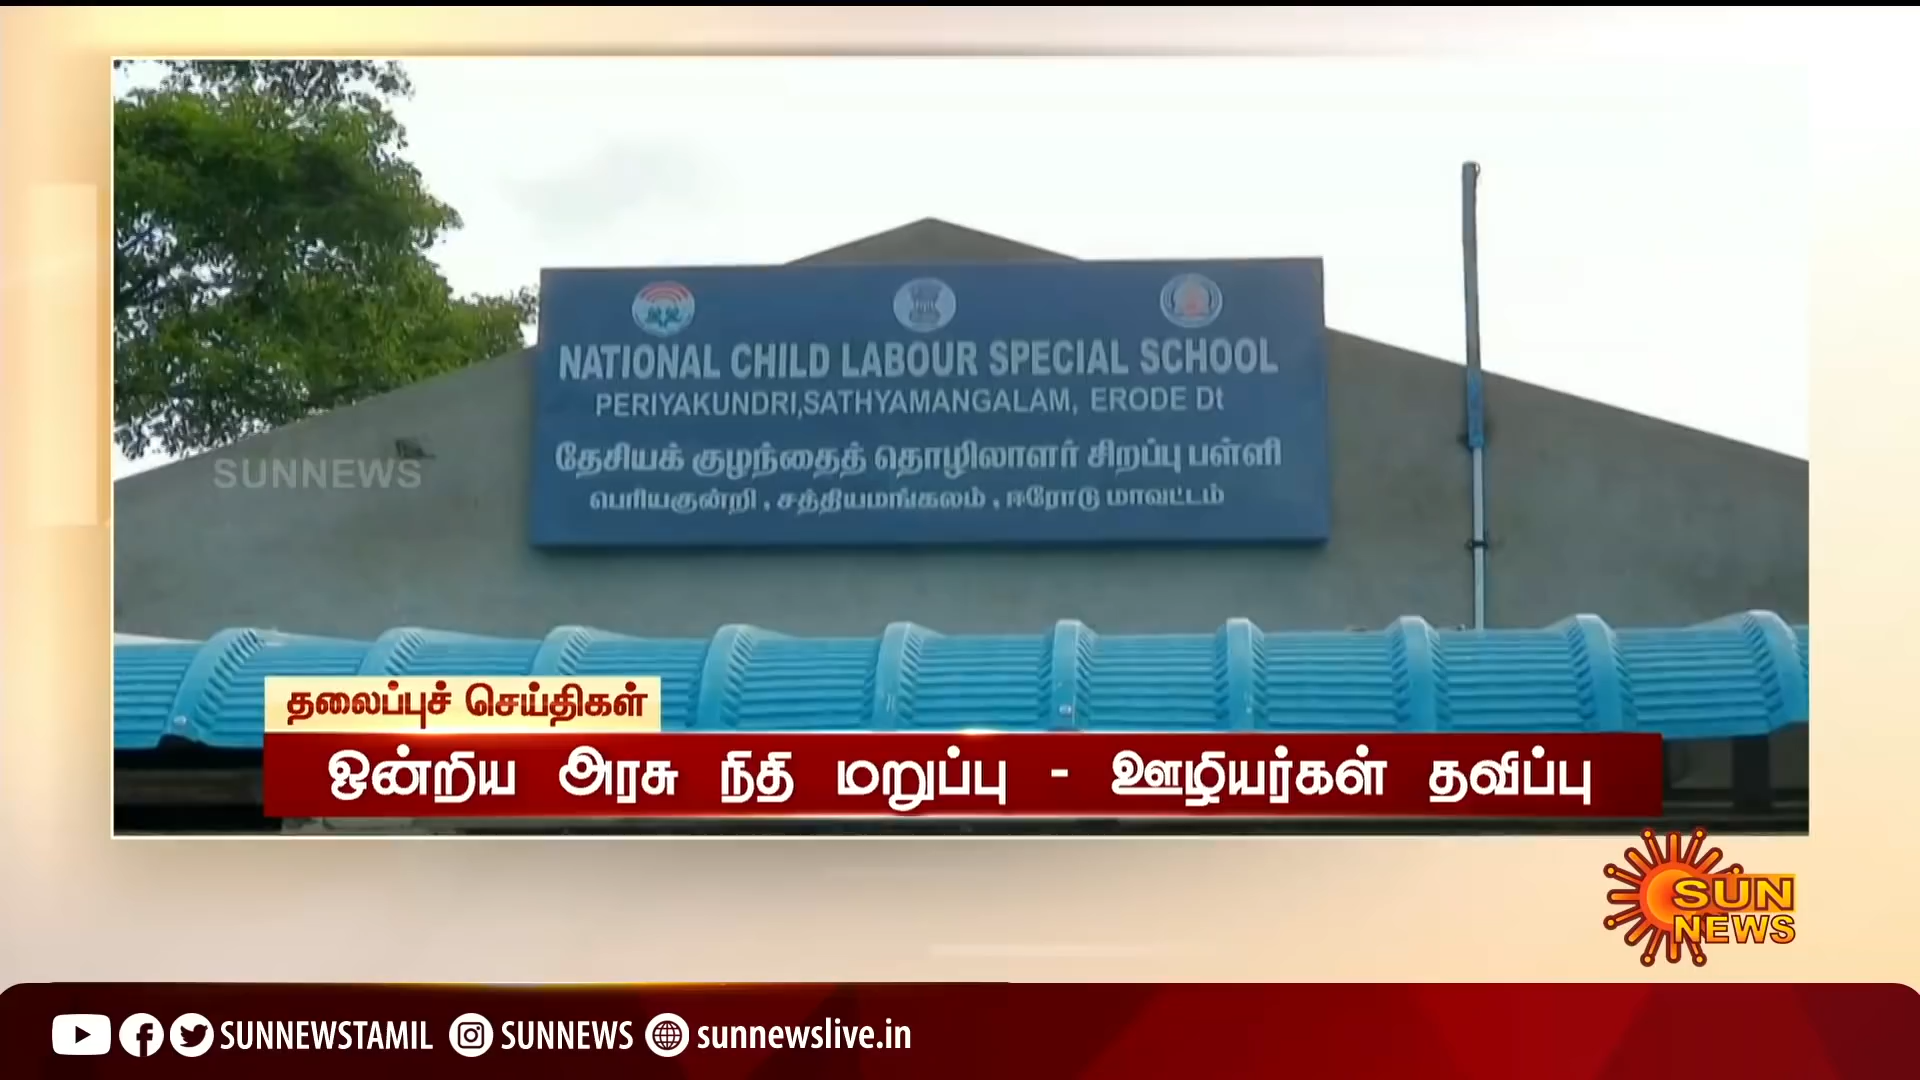 NATIONAL CHILD LABOUR SPECIAL SCHOOL
PERIYAKUNDRI,SATHYAMANGALAM, ERODE Dt
தேசியக் குழந்தைத் தொழிலாளர் சிறப்பு பள்ளி
பெரியகுன்றி , சத்தியமங்கலம் , ஈரோடு மாவட்டம்
SUNNEWS
தலைப்புச் செய்திகள்
ஒன்றிய அரசு நிதி மறுப்பு - ஊழியர்கள் தவிப்பு
SUN
NEWS
SUNNEWSTAMIL SUNNEWS sunnewslive.in